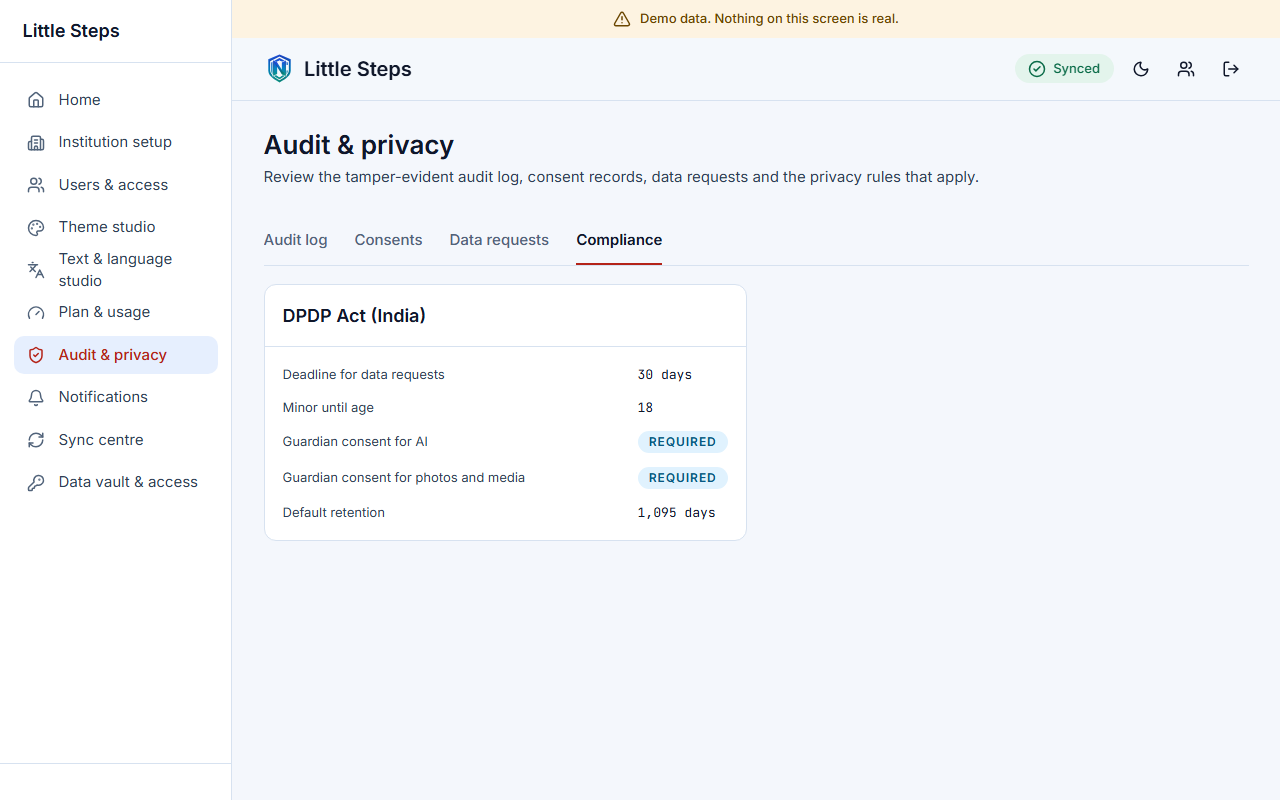 Little Steps
Demo data. Nothing on this screen is real.
Little Steps
Synced
Home
Institution setup
Users & access
Theme studio
Text & language
studio
Plan & usage
Audit & privacy
Notifications
Sync centre
Data vault & access
Audit & privacy
Review the tamper-evident audit log, consent records, data requests and the privacy rules that apply.
Audit log Consents Data requests Compliance
DPDP Act (India)
Deadline for data requests 30 days
Minor until age 18
Guardian consent for AI REQUIRED
Guardian consent for photos and media REQUIRED
Default retention 1,095 days